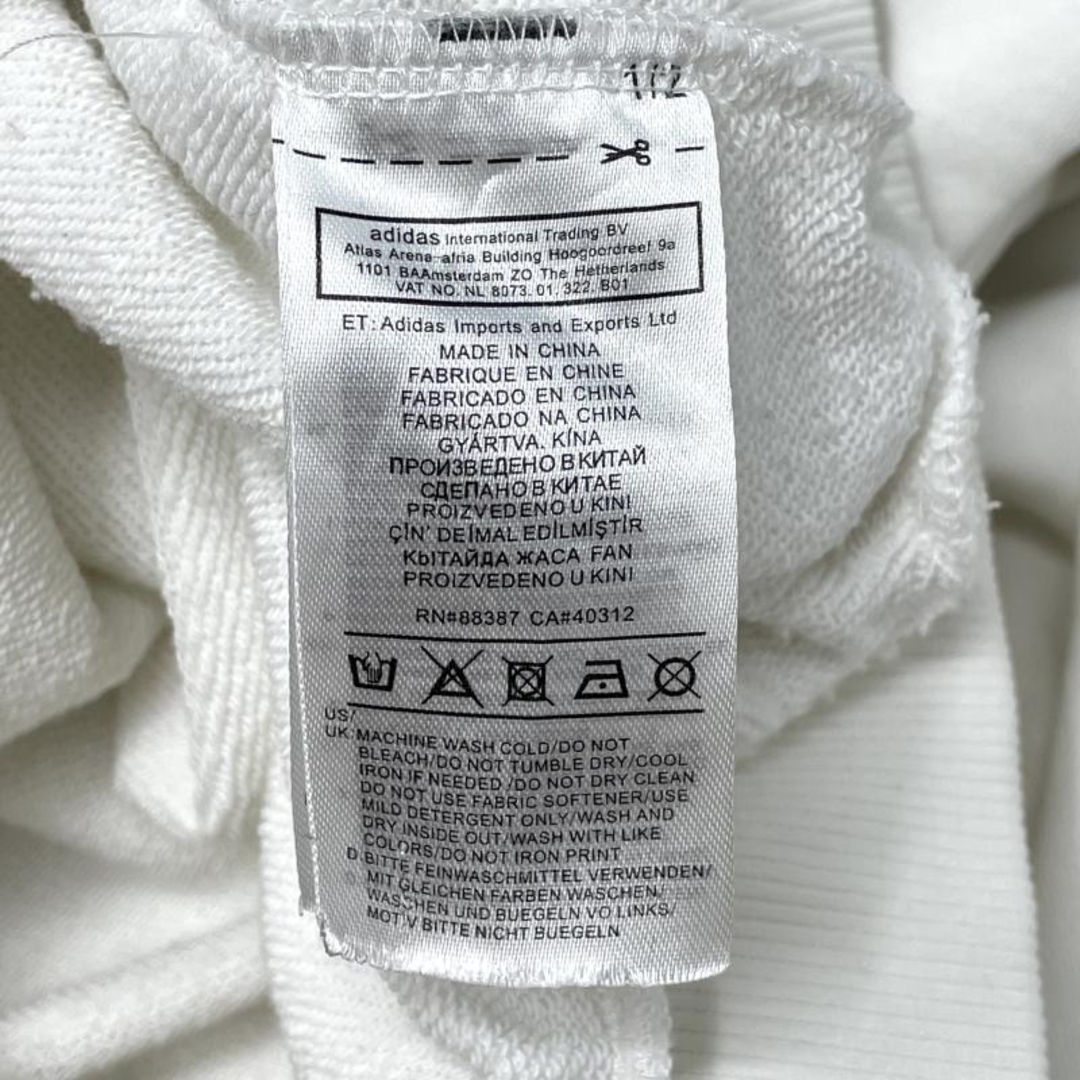 1/2
adidas International Trading BV
Atlas Arena-afria Building Hoogoordreef 9a
1101 BAAmsterdam ZO The Hetherlands
VAT NO. NL 8073. 01. 322. B01
ET: Adidas Imports and Exports Ltd
MADE IN CHINA
FABRIQUE EN CHINE
FABRICADO EN CHINA
FABRICADO NA CHINA
GYÁRTVA. KÍNA
ПРОИЗВЕДЕНО В КИТАЙ
СДЕПАНО В КИТАЕ
PROIZVEDENO U KINI
ÇİN' DE İMAL EDİLMİŞTİR
КЫТАЙДА ЖАСА FAN
PROIZVEDENO U KINI
RN#88387 CA#40312
US/
UK: MACHINE WASH COLD/DO NOT
BLEACH/DO NOT TUMBLE DRY/COOL
IRON IF NEEDED /DO NOT DRY CLEAN
DO NOT USE FABRIC SOFTENER/USE
MILD DETERGENT ONLY/WASH AND
DRY INSIDE OUT/WASH WITH LIKE
COLORS/DO NOT IRON PRINT
D. BITTE FEINWASCHMITTEL VERWENDEN/
MIT GLEICHEN FARBEN WASCHEN/
WASCHEN UND BUEGELN VO LINKS/
MOTIV BITTE NICHT BUEGELN